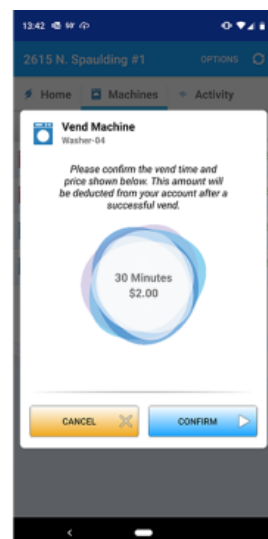 13:42
2615 N. Spaulding #1 OPTIONS
Home Machines Activity
Vend Machine
Washer-04
Please confirm the vend time and
price shown below. This amount will
be deducted from your account after a
successful vend.
30 Minutes
$2.00
CANCEL CONFIRM